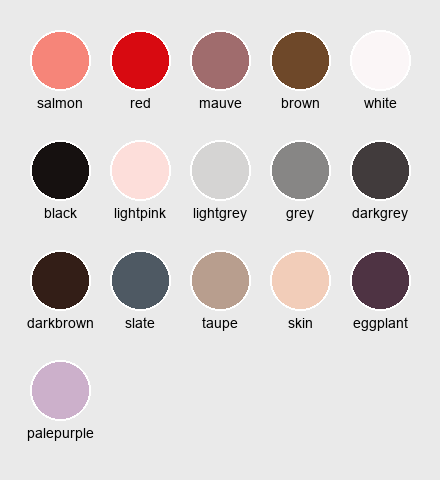 salmon red mauve brown white
black lightpink lightgrey grey darkgrey
darkbrown slate taupe skin eggplant
palepurple